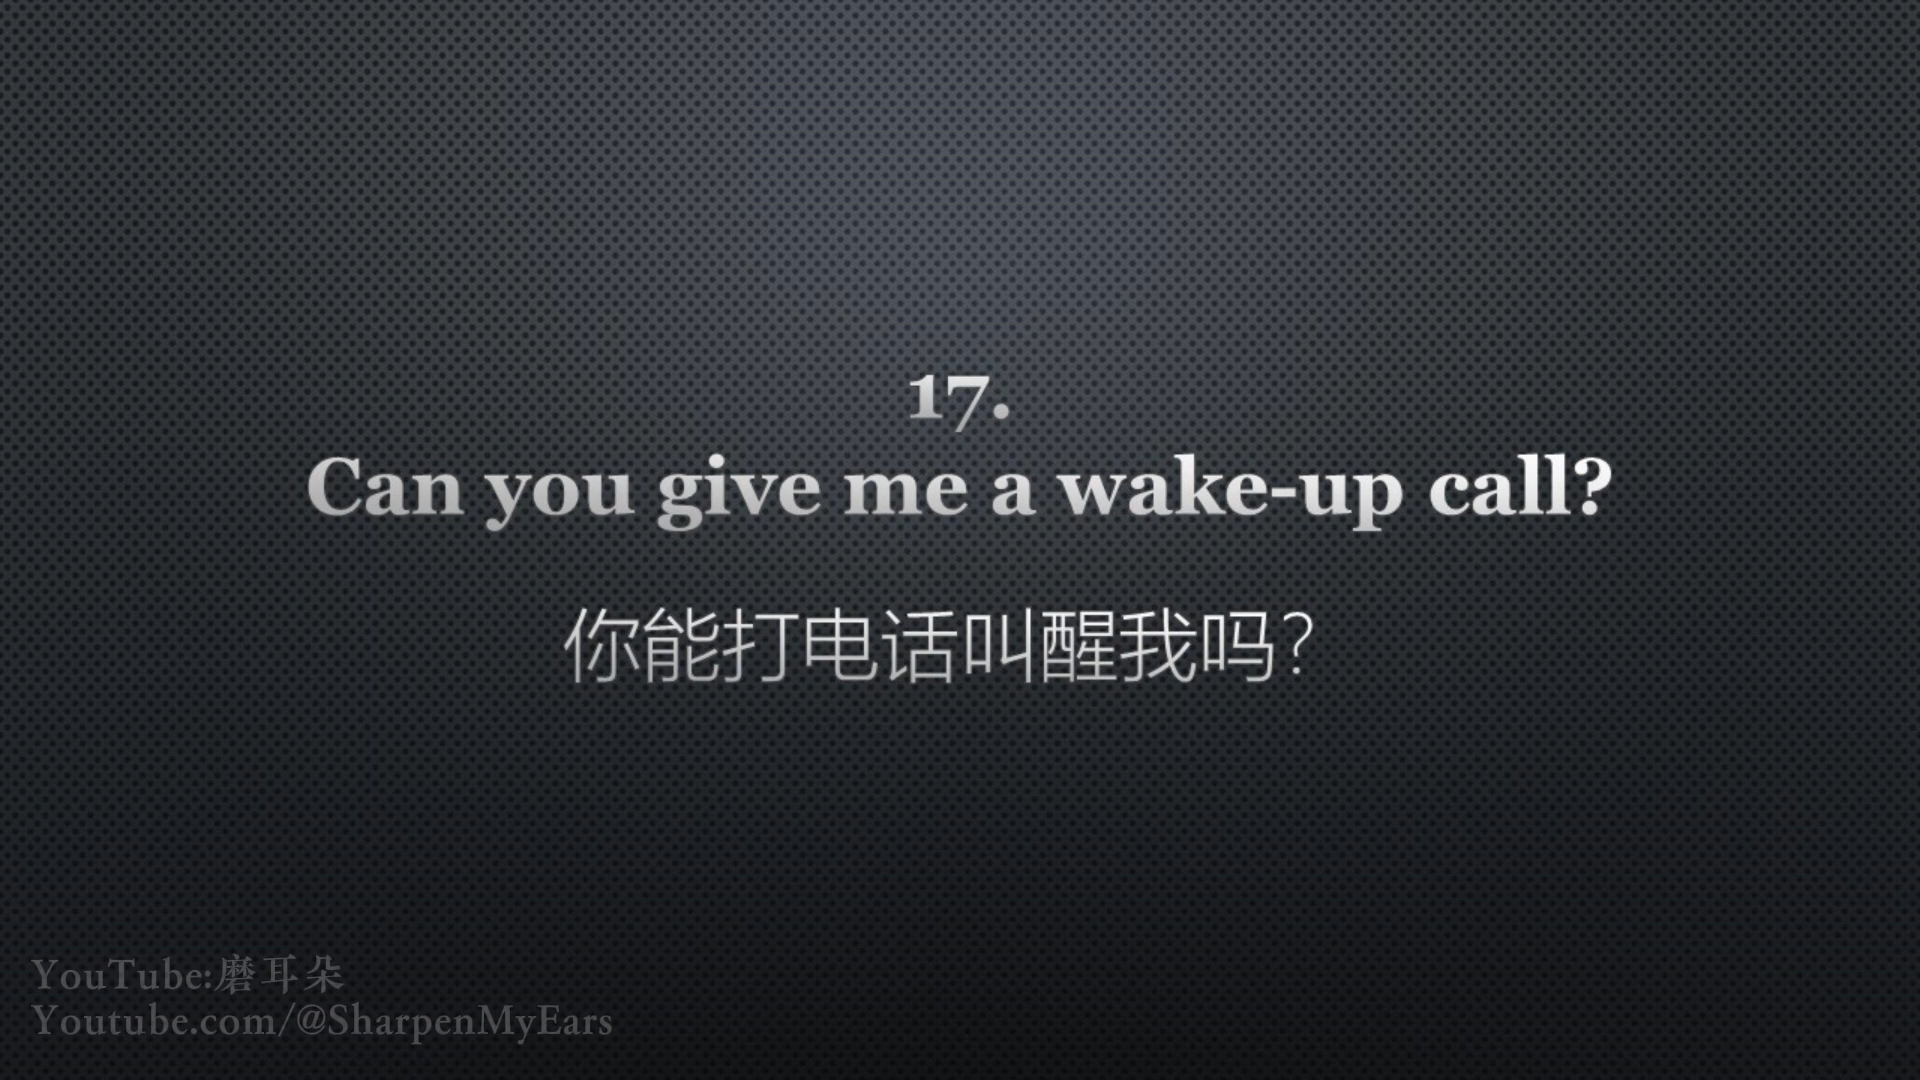 17.
Can you give me a wake-up call?
你能打电话叫醒我吗？
YouTube:磨耳朵
Youtube.com/@SharpenMyEars